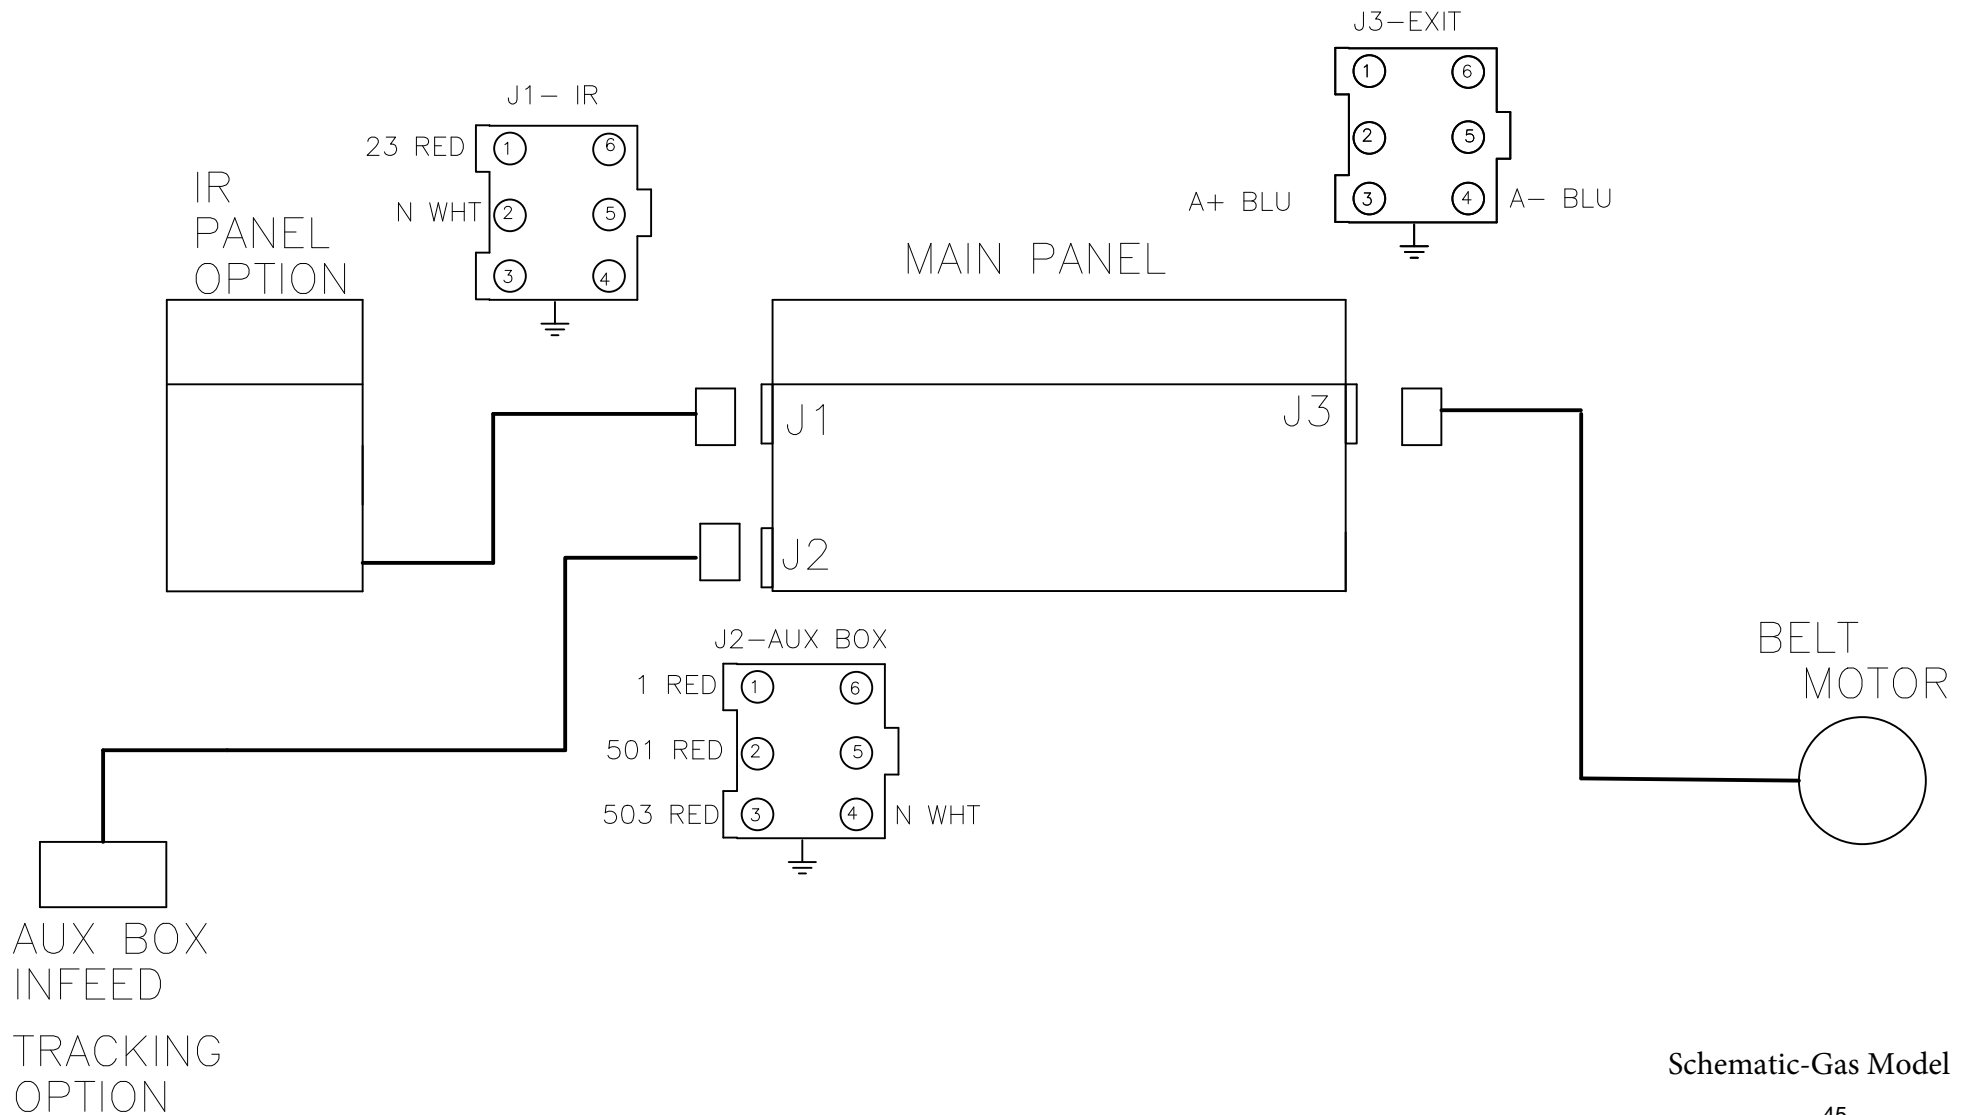 J3-EXIT
1 6
2 5
A+ BLU 3 4 A- BLU
J1- IR
23 RED 1 6
N WHT 2 5
3 4
IR
PANEL
OPTION
MAIN PANEL
J1
J3
J2
J2-AUX BOX
1 RED 1 6
501 RED 2 5
503 RED 3 4 N WHT
BELT
MOTOR
AUX BOX
INFEED
TRACKING
OPTION
Schematic-Gas Model
45